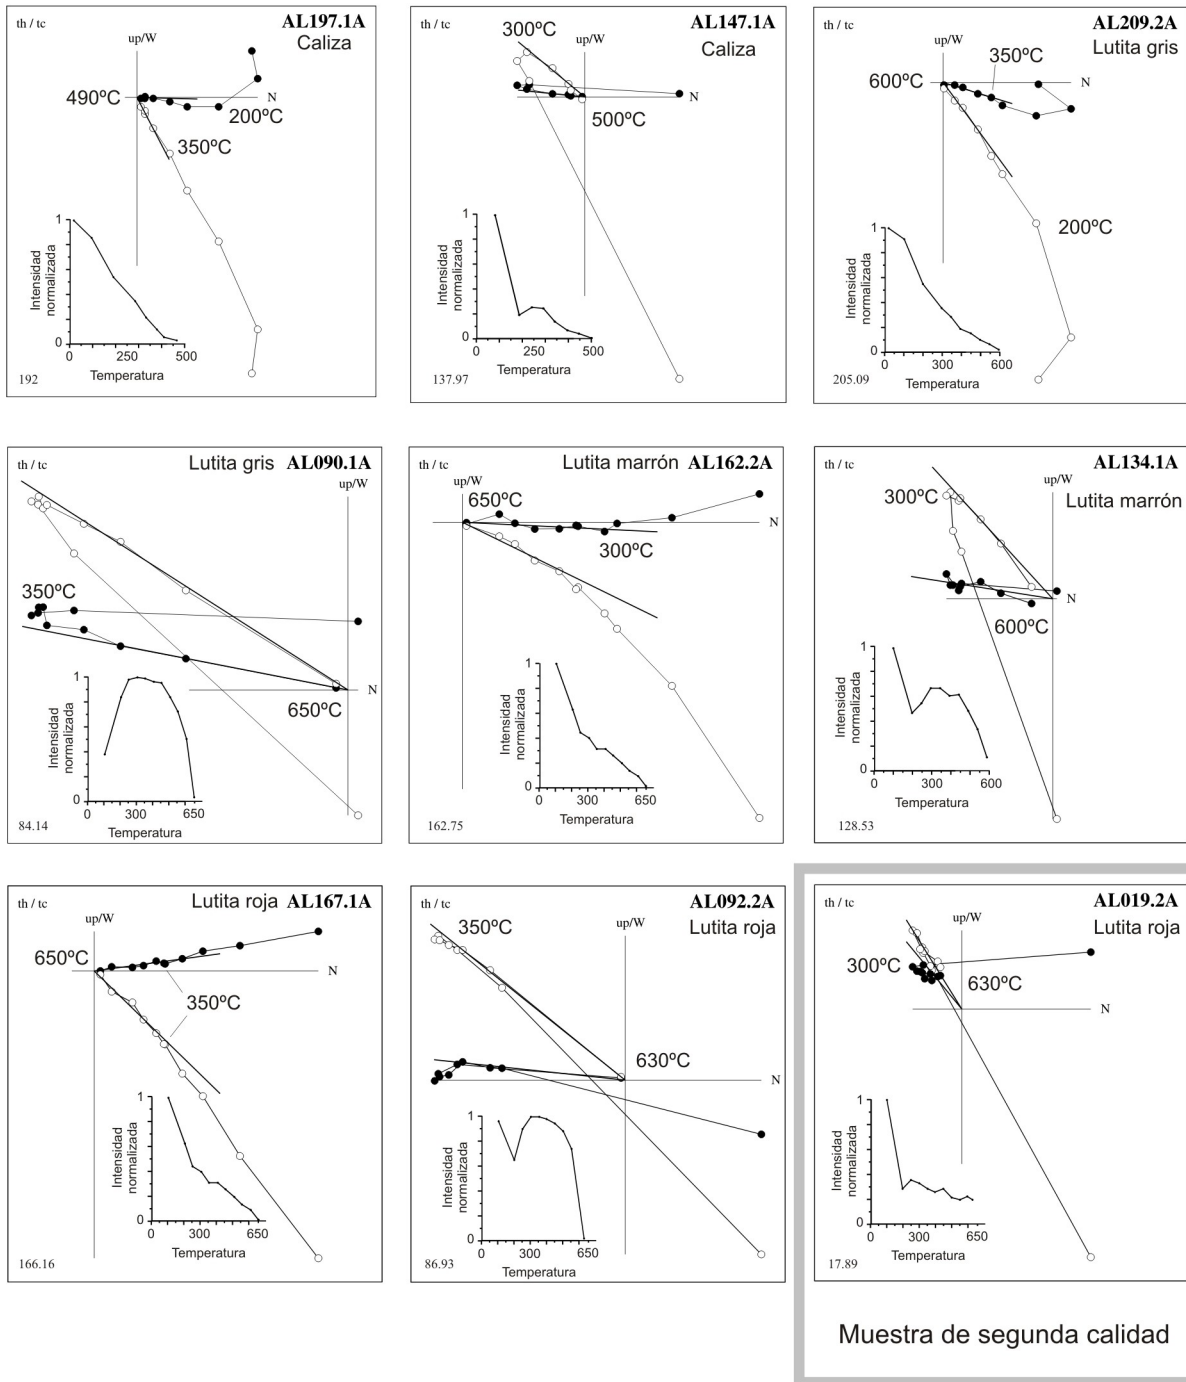 th / tc
AL197.1A
Caliza
up/W
N
490ºC
200ºC
350ºC
1
Intensidad
normalizada
0
0 250 500
Temperatura
192
th / tc
AL147.1A
Caliza
300ºC
up/W
N
500ºC
1
Intensidad
normalizada
0
0 250 500
Temperatura
137.97
th / tc
AL209.2A
Lutita gris
up/W
350ºC
600ºC
N
200ºC
1
Intensidad
normalizada
0
0 300 600
Temperatura
205.09
th / tc
Lutita gris AL090.1A
up/W
350ºC
N
650ºC
1
Intensidad
normalizada
0
0 300 650
Temperatura
84.14
th / tc
Lutita marrón AL162.2A
up/W
650ºC
N
300ºC
1
Intensidad
normalizada
0
0 300 650
Temperatura
162.75
th / tc
AL134.1A
up/W
Lutita marrón
300ºC
N
600ºC
1
Intensidad
normalizada
0
0 300 600
Temperatura
128.53
th / tc
Lutita roja AL167.1A
up/W
650ºC
N
350ºC
1
Intensidad
normalizada
0
0 300 650
Temperatura
166.16
th / tc
AL092.2A
Lutita roja
up/W
350ºC
630ºC
N
1
Intensidad
normalizada
0
0 300 650
Temperatura
86.93
th / tc
AL019.2A
Lutita roja
up/W
300ºC
630ºC
N
1
Intensidad
normalizada
0
0 300 650
Temperatura
17.89
Muestra de segunda calidad